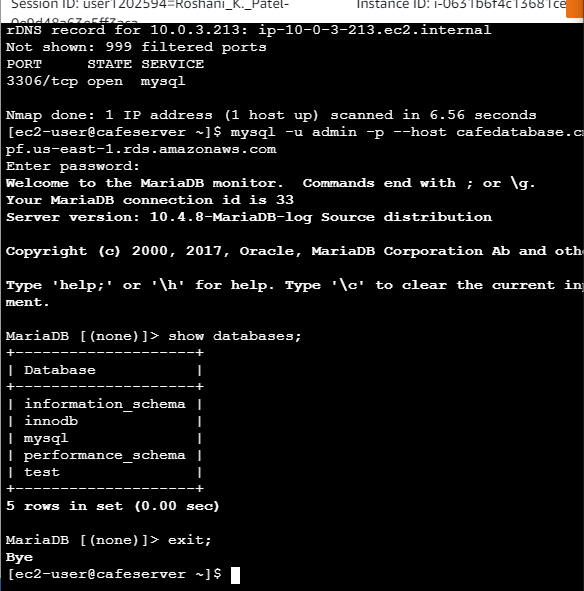 Session ID: user1202594=Roshani_K._Patel- Instance ID: i-0631b6f4c13681ce
rDNS record for 10.0.3.213: ip-10-0-3-213.ec2.internal
Not shown: 999 filtered ports
PORT     STATE SERVICE
3306/tcp open  mysql
Nmap done: 1 IP address (1 host up) scanned in 6.56 seconds
[ec2-user@cafeserver ~]$ mysql -u admin -p --host cafedatabase.c
pf.us-east-1.rds.amazonaws.com
Enter password:
Welcome to the MariaDB monitor.  Commands end with ; or \g.
Your MariaDB connection id is 33
Server version: 10.4.8-MariaDB-log Source distribution
Copyright (c) 2000, 2017, Oracle, MariaDB Corporation Ab and oth
Type 'help;' or '\h' for help. Type '\c' to clear the current in
ment.
MariaDB [(none)]> show databases;
+--------------------+
| Database           |
+--------------------+
| information_schema |
| innodb             |
| mysql              |
| performance_schema |
| test               |
+--------------------+
5 rows in set (0.00 sec)
MariaDB [(none)]> exit;
Bye
[ec2-user@cafeserver ~]$